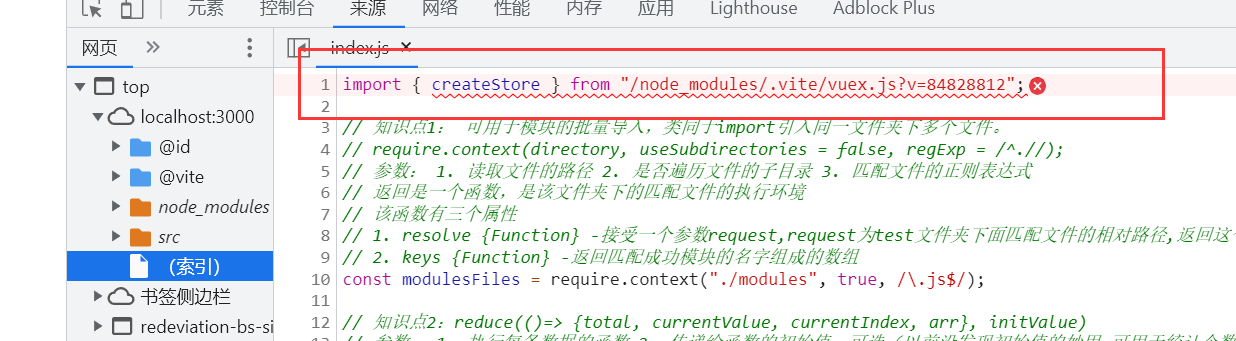 元素 控制台 来源 网络 性能 内存 应用 Lighthouse Adblock Plus
网页 »
index.js ×
top
localhost:3000
@id
@vite
node_modules
src
(索引)
书签侧边栏
redeviation-bs-si
1 import { createStore } from "/node_modules/.vite/vuex.js?v=84828812";
2
3 // 知识点1: 可用于模块的批量导入，类同于import引入同一文件夹下多个文件。
4 // require.context(directory, useSubdirectories = false, regExp = /^.//);
5 // 参数: 1. 读取文件的路径 2. 是否遍历文件的子目录 3. 匹配文件的正则表达式
6 // 返回是一个函数，是该文件夹下的匹配文件的执行环境
7 // 该函数有三个属性
8 // 1. resolve {Function} -接受一个参数request,request为test文件夹下面匹配文件的相对路径,返回这个
9 // 2. keys {Function} -返回匹配成功模块的名字组成的数组
10 const modulesFiles = require.context("./modules", true, /\.js$/);
11
12 // 知识点2: reduce(()=> {total, currentValue, currentIndex, arr}, initValue)